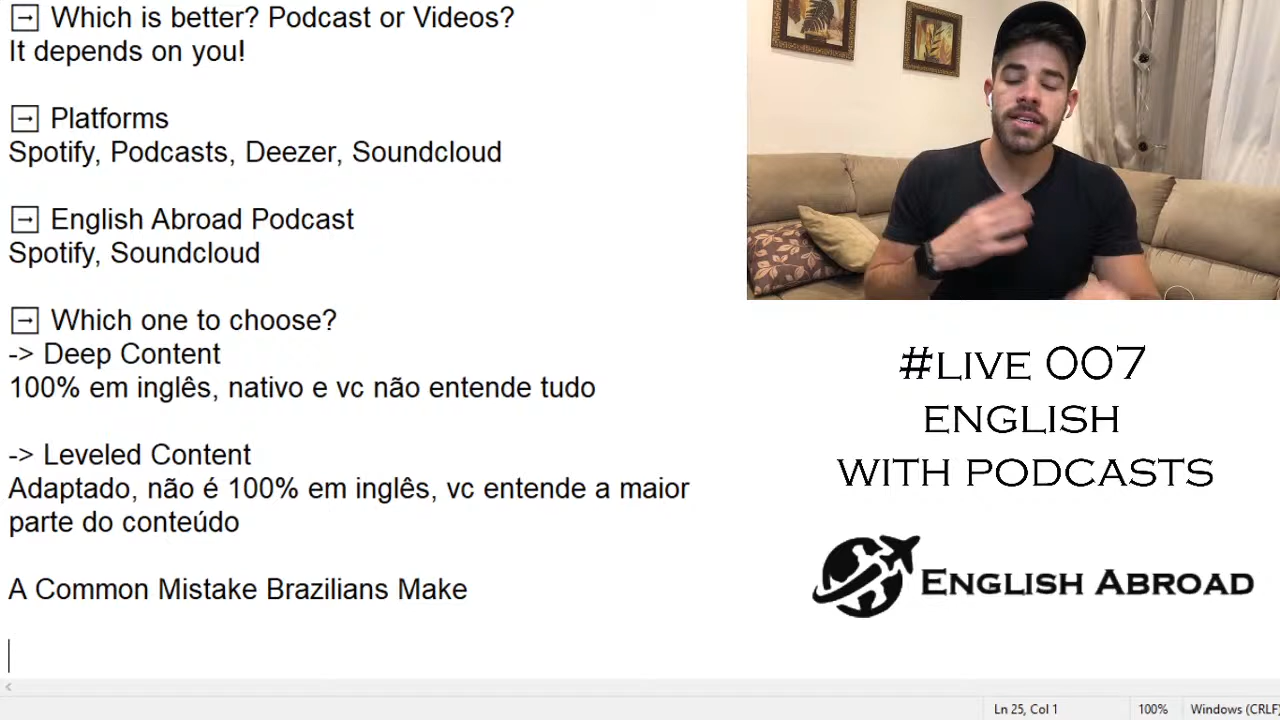 → Which is better? Podcast or Videos?
It depends on you!
→ Platforms
Spotify, Podcasts, Deezer, Soundcloud
→ English Abroad Podcast
Spotify, Soundcloud
→ Which one to choose?
-> Deep Content
100% em inglês, nativo e vc não entende tudo
-> Leveled Content
Adaptado, não é 100% em inglês, vc entende a maior
parte do conteúdo
A Common Mistake Brazilians Make
#LIVE 007
ENGLISH
WITH PODCASTS
ENGLISH ABROAD
Ln 25, Col 1
100%
Windows (CRLF)